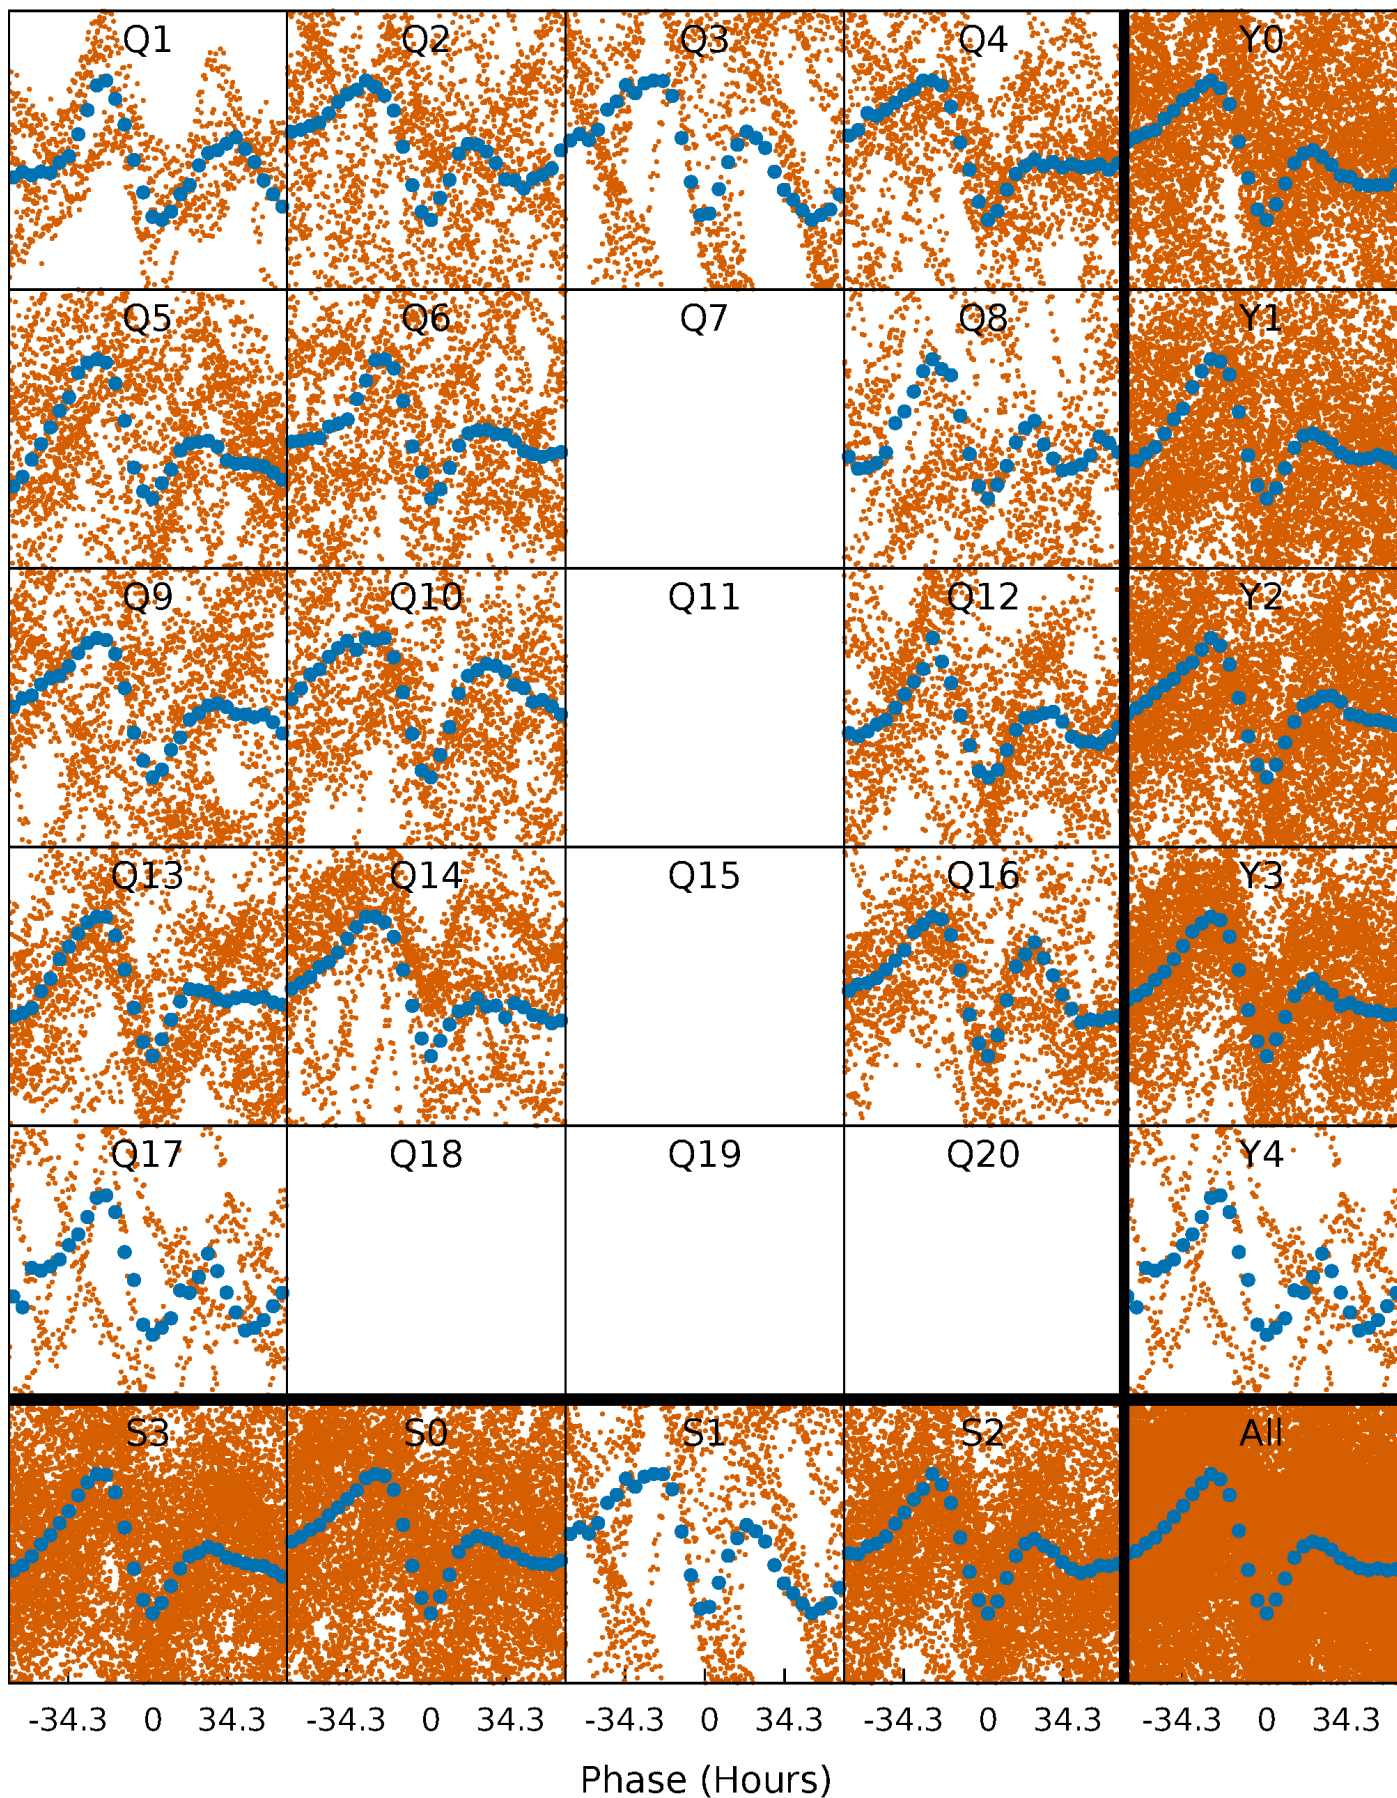 Q1 Q2 Q3 Q4 Y0
Q5 Q6 Q7 Q8 Y1
Q9 Q10 Q11 Q12 Y2
Q13 Q14 Q15 Q16 Y3
Q17 Q18 Q19 Q20 Y4
S3 S0 S1 S2 All
-34.3 0 34.3 -34.3 0 34.3 -34.3 0 34.3 -34.3 0 34.3 -34.3 0 34.3
Phase (Hours)